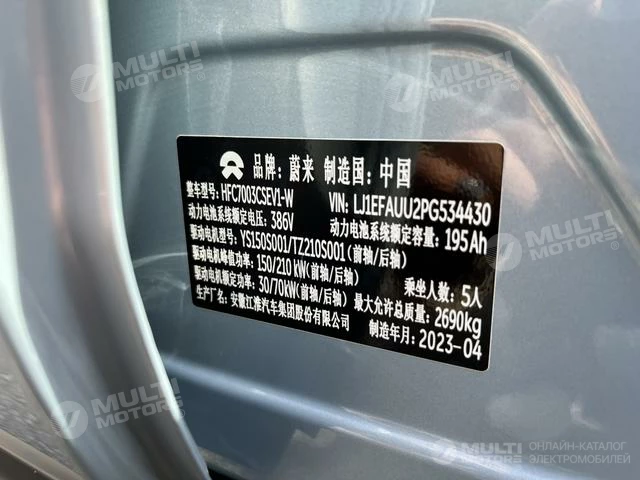 MULTI
MOTORS
MULTI
MOTORS
品牌: 蔚来 制造国: 中国
整车型号: HFC7003CSEV1-W VIN: LJ1EFAUU2PG534430
动力电池系统额定电压: 386V 动力电池系统额定容量: 195Ah
驱动电机型号: YS150S001/TZ210S001(前轴/后轴)
驱动电机峰值功率: 150/210 kW(前轴/后轴) 乘坐人数: 5人
驱动电机额定功率: 30/70kW(前轴/后轴) 最大允许总质量: 2690kg
生产厂名: 安徽江淮汽车集团股份有限公司 制造年月: 2023-04
MULTI
MOTORS
MULTI
MOTORS
MULTI
MOTORS
ОНЛАЙН-КАТАЛОГ
ЭЛЕКТРОМОБИЛЕЙ